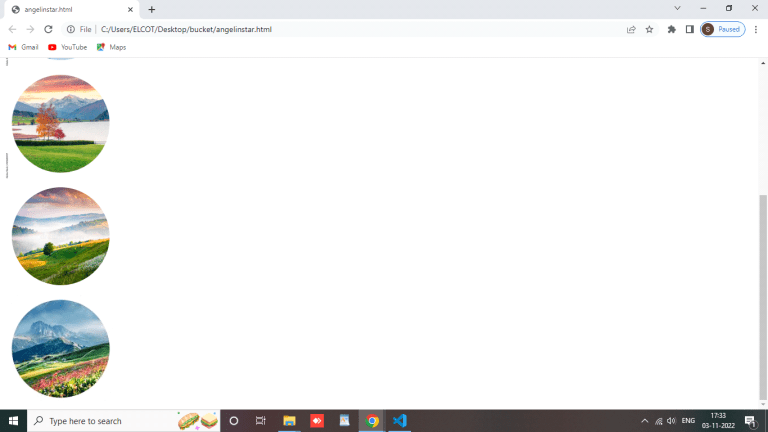 angelinstar.html
File | C:/Users/ELCOT/Desktop/bucket/angelinstar.html
S Paused
Gmail YouTube Maps
Type here to search
ENG
17:33
03-11-2022
1